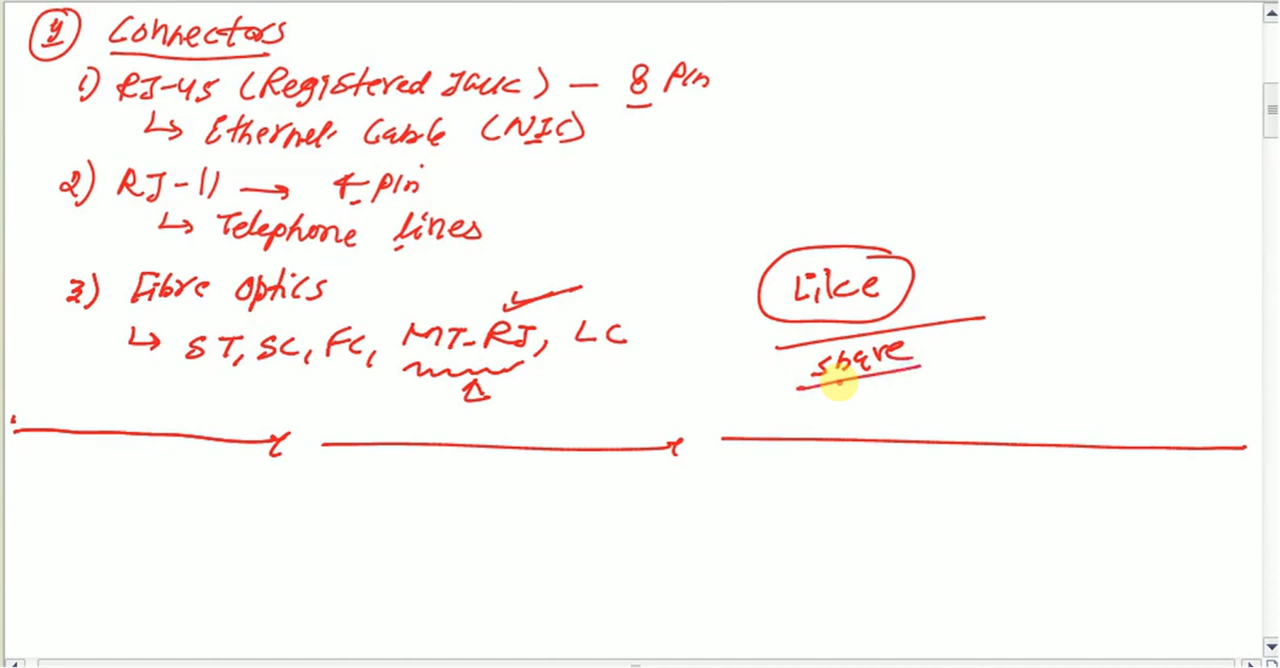 4 Connectors
1) RJ-45 (Registered Jack) - 8 Pin
↳ Ethernet Cable (NIC)
2) RJ-11 → 4 pin
↳ Telephone lines
3) Fibre optics
↳ ST, SC, FC, MT-RJ, LC
Like
share